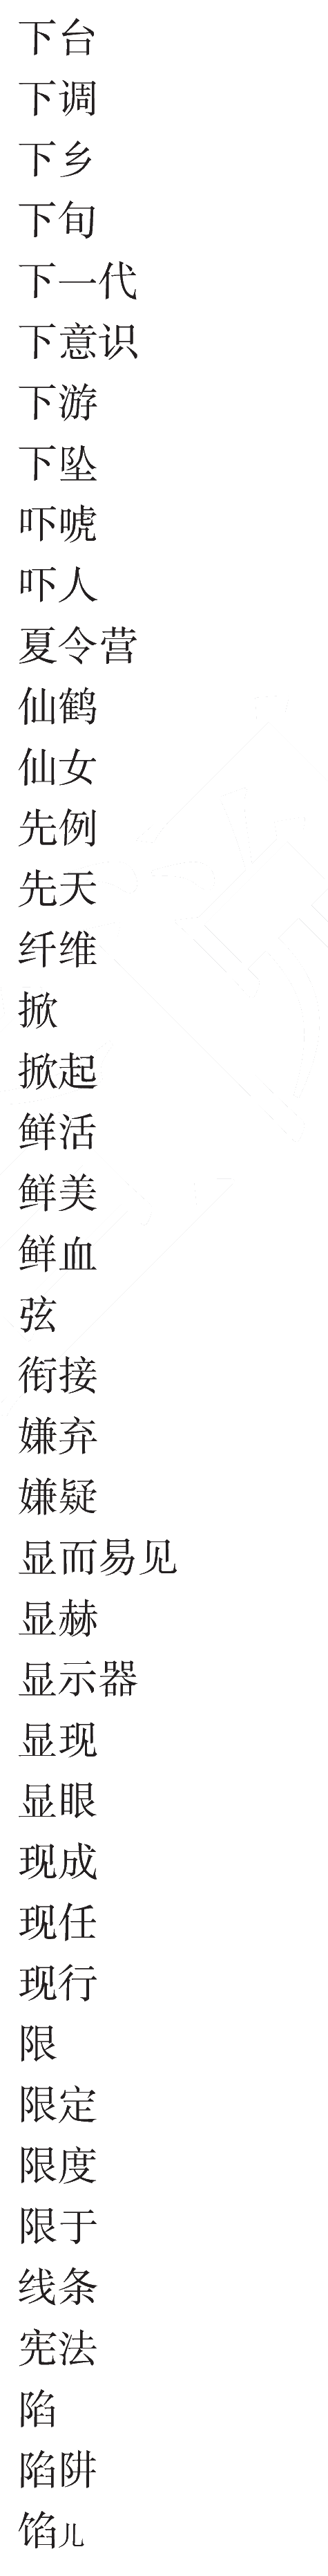 下台
下调
下乡
下旬
下一代
下意识
下游
下坠
吓唬
吓人
夏令营
仙鹤
仙女
先例
先天
纤维
掀
掀起
鲜活
鲜美
鲜血
弦
衔接
嫌弃
嫌疑
显而易见
显赫
显示器
显现
显眼
现成
现任
现行
限
限定
限度
限于
线条
宪法
陷
陷阱
馅儿